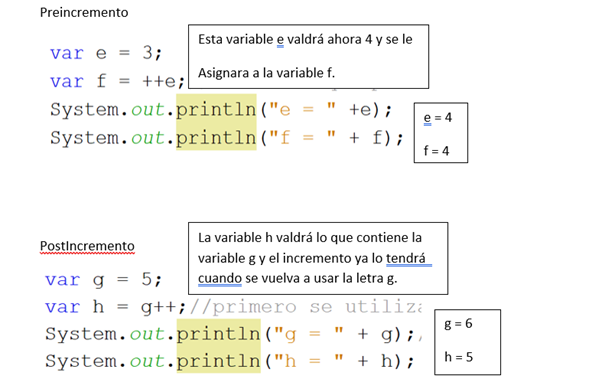 Preincremento
Esta variable e valdrá ahora 4 y se le
Asignara a la variable f.
var e = 3;
var f = ++e;
System.out.println("e = " +e);
System.out.println("f = " + f);
e = 4
f = 4
La variable h valdrá lo que contiene la
variable g y el incremento ya lo tendrá
cuando se vuelva a usar la letra g.
PostIncremento
var g = 5;
var h = g++;//primero se utiliza
System.out.println("g = " + g);/
System.out.println("h = " + h);
g = 6
h = 5